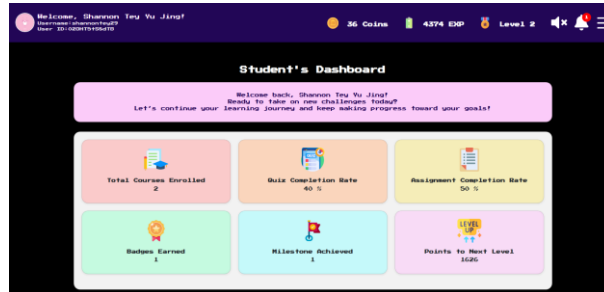 Welcome, Shannon Tey Yu Jing!
Username:shannontey29
36 Coins
4374 EXP
Level 2
Student's Dashboard
Welcome back, Shannon Tey Yu Jing!
Ready to take on new challenges today?
Let's continue your learning journey and keep making progress toward your goals!
Total Courses Enrolled
2
Quiz Completion Rate
40 %
Assignment Completion Rate
50 %
Badges Earned
1
Milestone Achieved
1
LEVEL
UP
Points to Next Level
1626